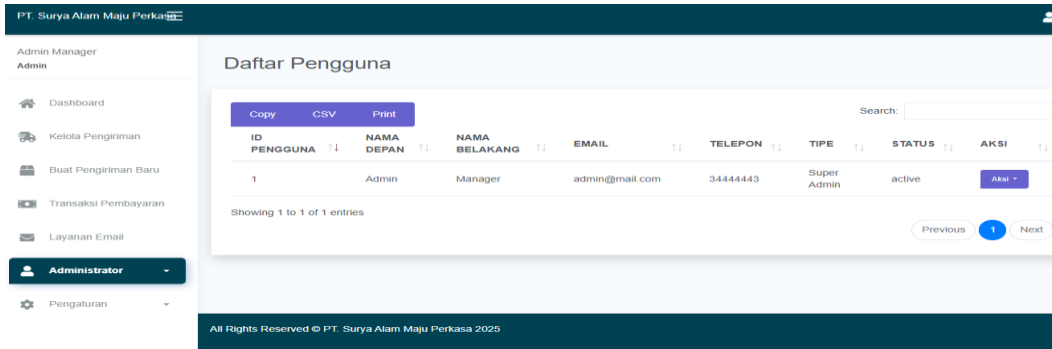 PT. Surya Alam Maju Perkasa
Admin Manager
Admin
Dashboard
Kelola Pengiriman
Buat Pengiriman Baru
Transaksi Pembayaran
Layanan Email
Administrator
Pengaturan
Daftar Pengguna
Copy CSV Print
Search:
ID PENGGUNA NAMA DEPAN NAMA BELAKANG EMAIL TELEPON TIPE STATUS AKSI
1 Admin Manager admin@mail.com 34444443 Super Admin active Aksi
Showing 1 to 1 of 1 entries
Previous 1 Next
All Rights Reserved © PT. Surya Alam Maju Perkasa 2025